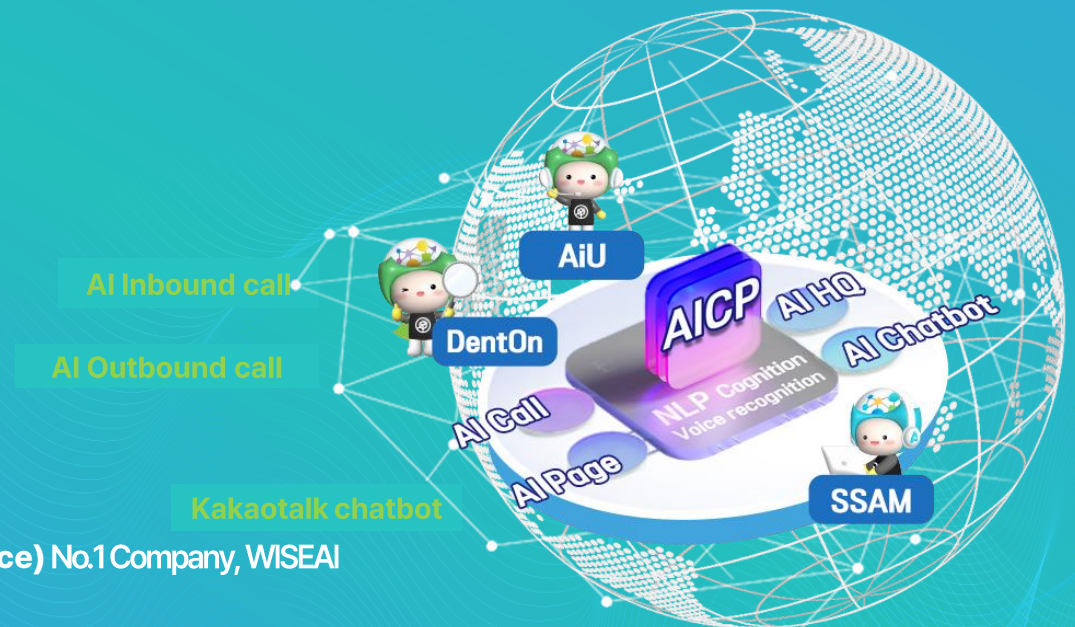 AiU
AI Inbound call
DentOn
AICP
AI HQ
AI Chatbot
AI Outbound call
NLP Cognition
Voice recognition
AI Call
AI Page
SSAM
Kakaotalk chatbot
ce) No.1 Company, WISEAI